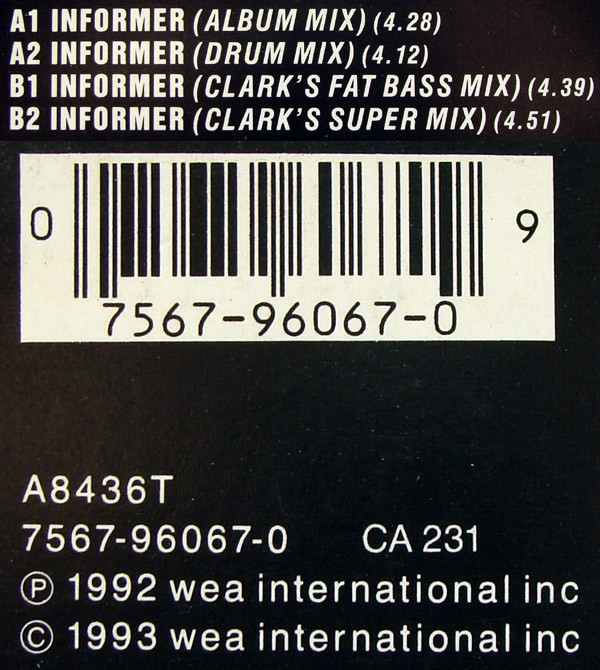 A1 INFORMER (ALBUM MIX) (4.28)
A2 INFORMER (DRUM MIX) (4.12)
B1 INFORMER (CLARK'S FAT BASS MIX) (4.39)
B2 INFORMER (CLARK'S SUPER MIX) (4.51)
0 9
7567-96067-0
A8436T
7567-96067-0 CA 231
℗ 1992 wea international inc
© 1993 wea international inc